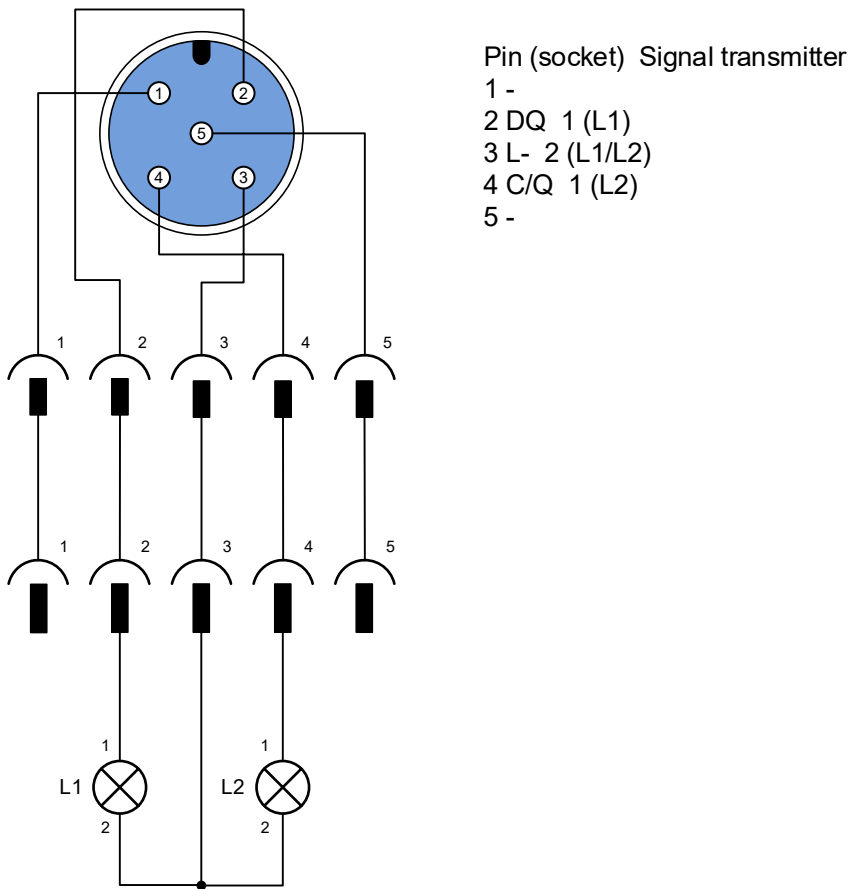 Pin (socket) Signal transmitter
1 -
2 DQ 1 (L1)
3 L- 2 (L1/L2)
4 C/Q 1 (L2)
5 -
1 2
5
4 3
1 2 3 4 5
1 2 3 4 5
1 1
L1 L2
2 2